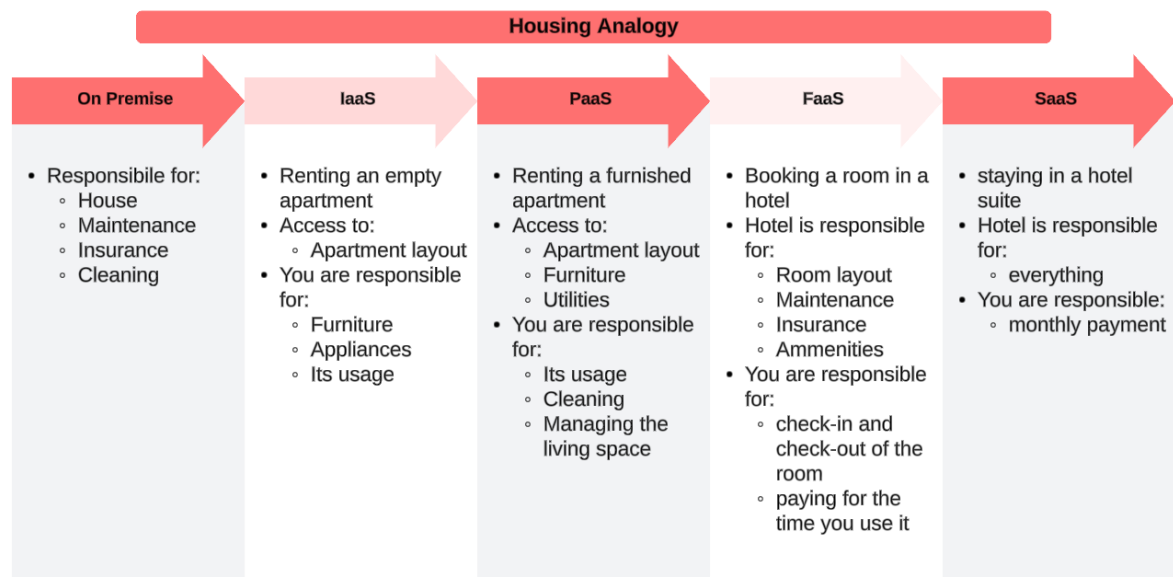 Housing Analogy
On Premise
IaaS
PaaS
FaaS
SaaS
• Responsibile for:
◦ House
◦ Maintenance
◦ Insurance
◦ Cleaning
• Renting an empty
apartment
• Access to:
◦ Apartment layout
• You are responsible
for:
◦ Furniture
◦ Appliances
◦ Its usage
• Renting a furnished
apartment
• Access to:
◦ Apartment layout
◦ Furniture
◦ Utilities
• You are responsible
for:
◦ Its usage
◦ Cleaning
◦ Managing the
living space
• Booking a room in a
hotel
• Hotel is responsible
for:
◦ Room layout
◦ Maintenance
◦ Insurance
◦ Ammenities
• You are responsible
for:
◦ check-in and
check-out of the
room
◦ paying for the
time you use it
• staying in a hotel
suite
• Hotel is responsible
for:
◦ everything
• You are responsible:
◦ monthly payment